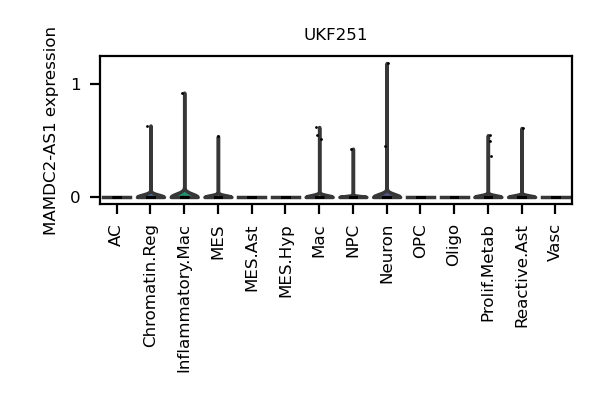 UKF251
MAMDC2-AS1 expression
1
0
AC
Chromatin.Reg
Inflammatory.Mac
MES
MES.Ast
MES.Hyp
Mac
NPC
Neuron
OPC
Oligo
Prolif.Metab
Reactive.Ast
Vasc